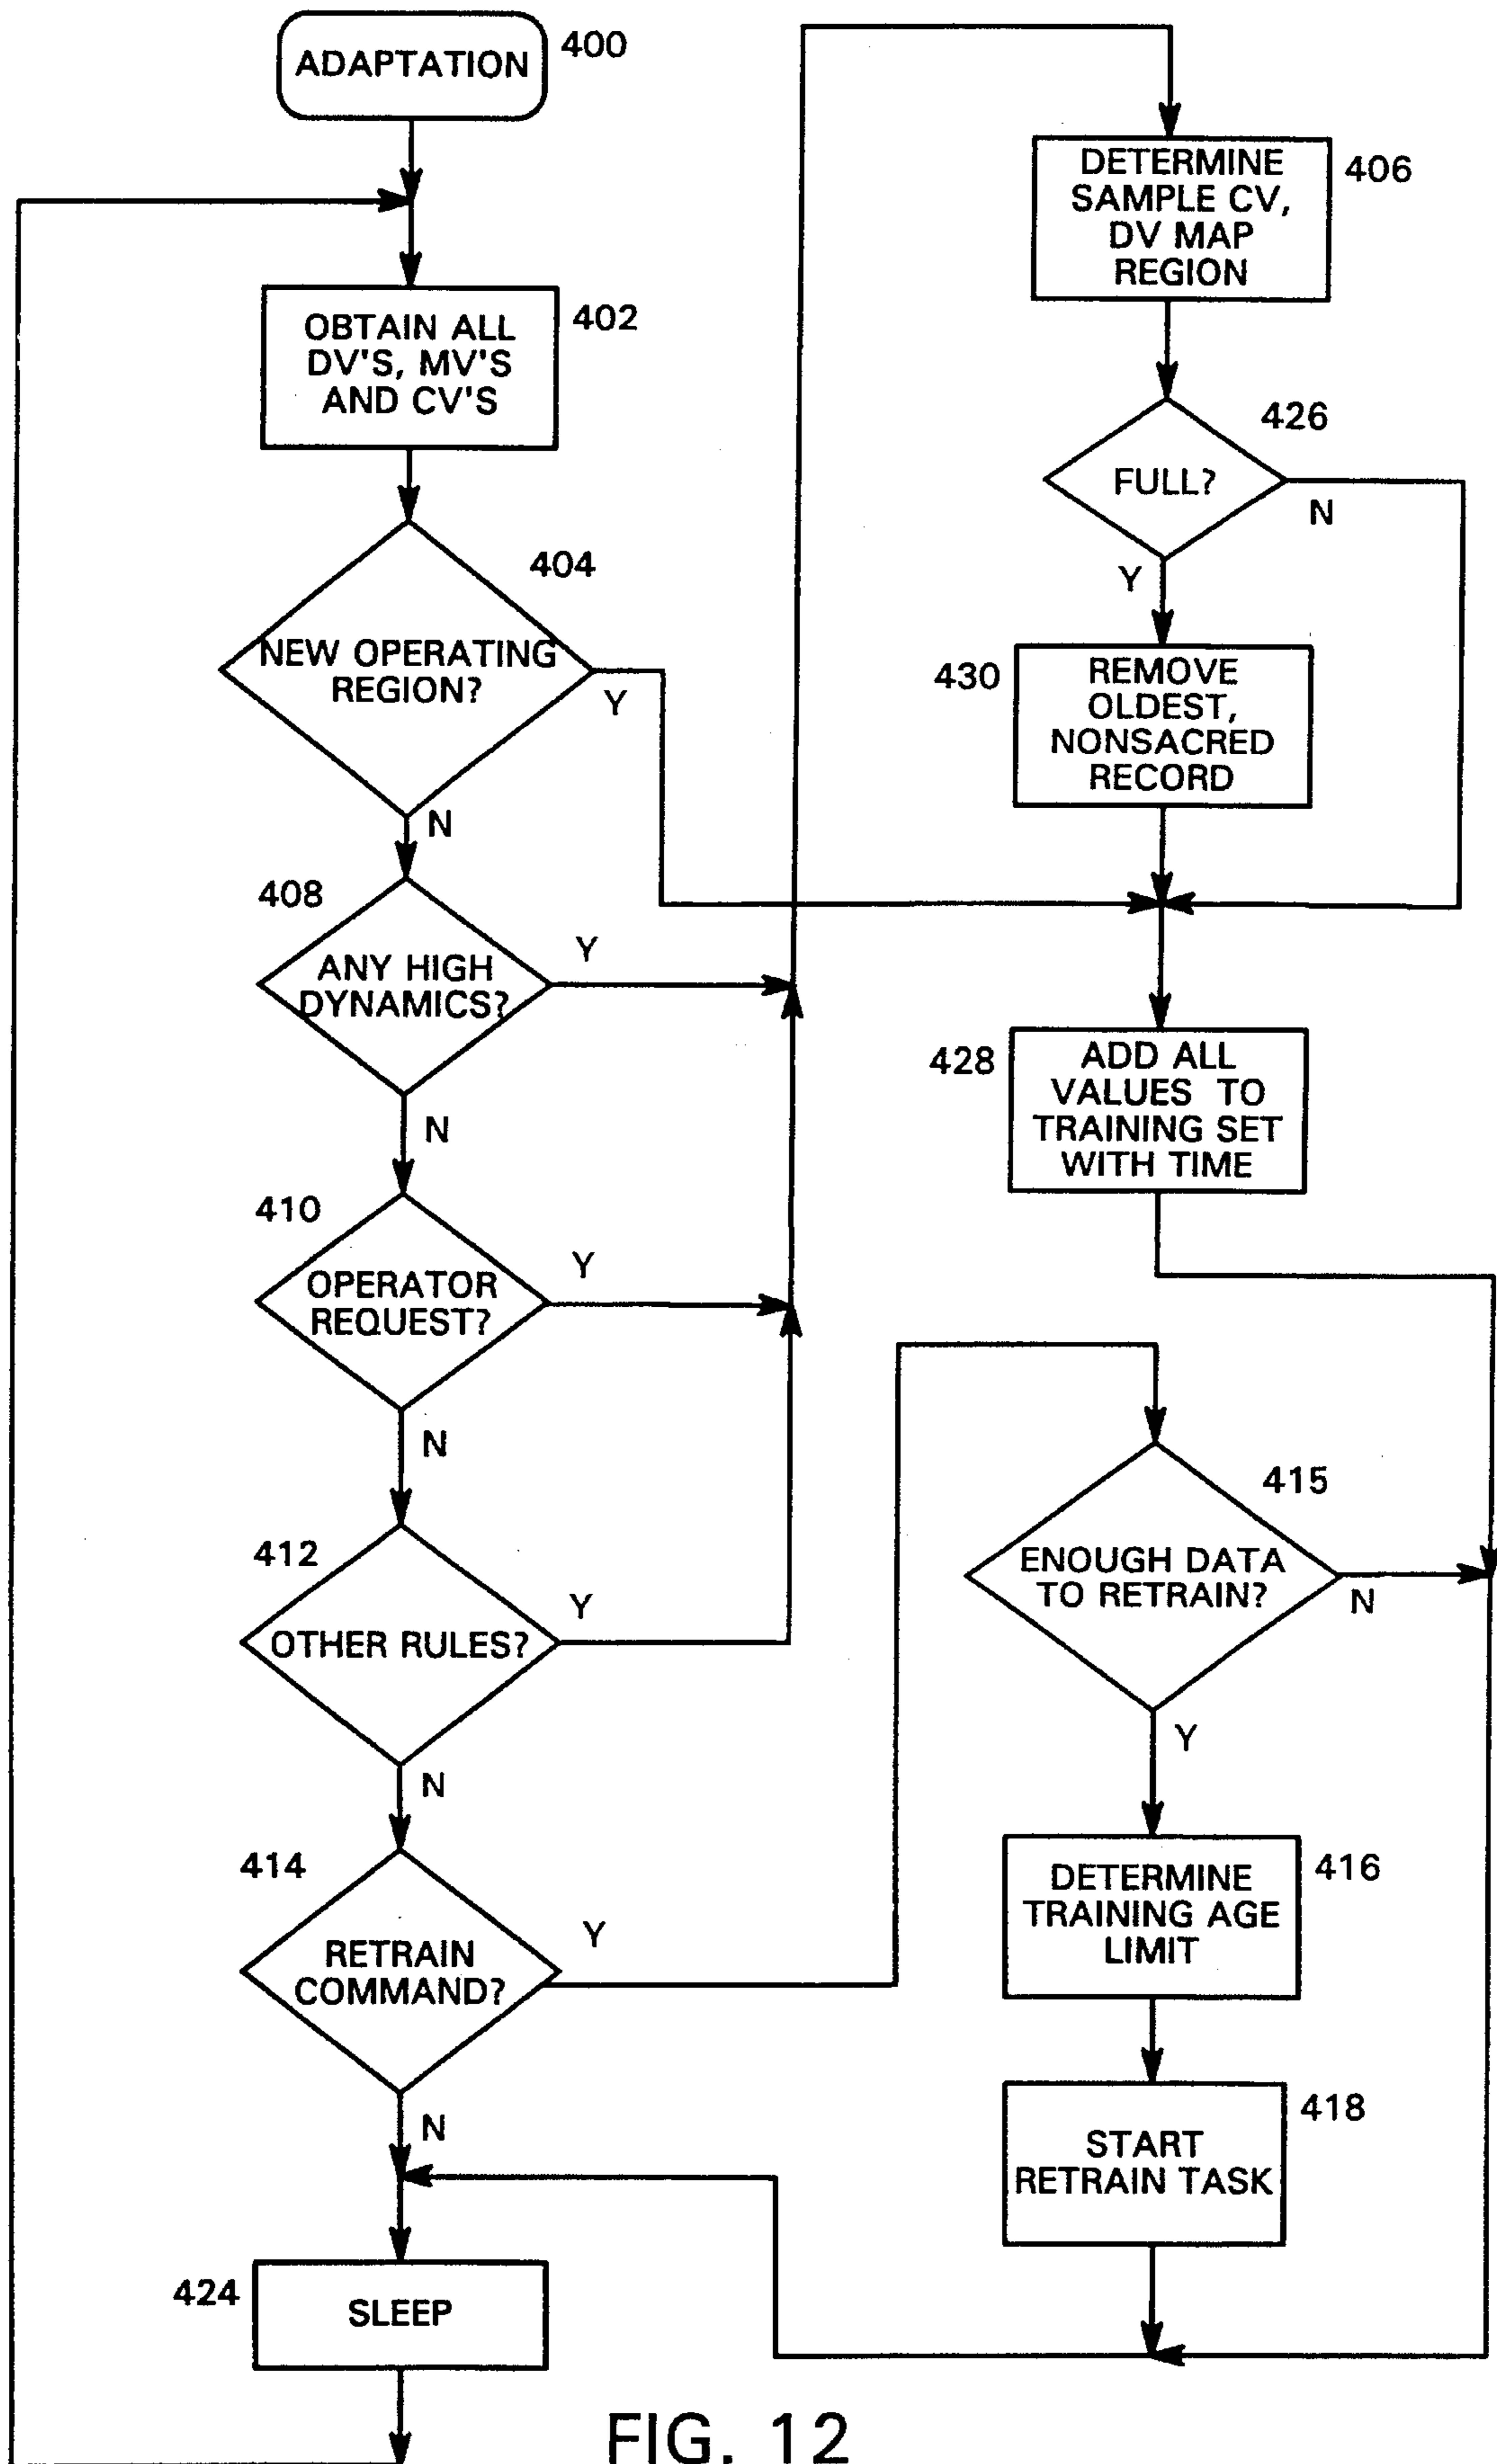 ADAPTATION
400
OBTAIN ALL
DV'S, MV'S
AND CV'S
402
404
NEW OPERATING
REGION?
Y
N
408
ANY HIGH
DYNAMICS?
Y
N
410
OPERATOR
REQUEST?
Y
N
412
OTHER RULES?
Y
N
414
RETRAIN
COMMAND?
Y
N
424
SLEEP
DETERMINE
SAMPLE CV,
DV MAP
REGION
406
426
FULL?
N
Y
430
REMOVE
OLDEST,
NONSACRED
RECORD
428
ADD ALL
VALUES TO
TRAINING SET
WITH TIME
415
ENOUGH DATA
TO RETRAIN?
N
Y
DETERMINE
TRAINING AGE
LIMIT
416
START
RETRAIN TASK
418
FIG. 12